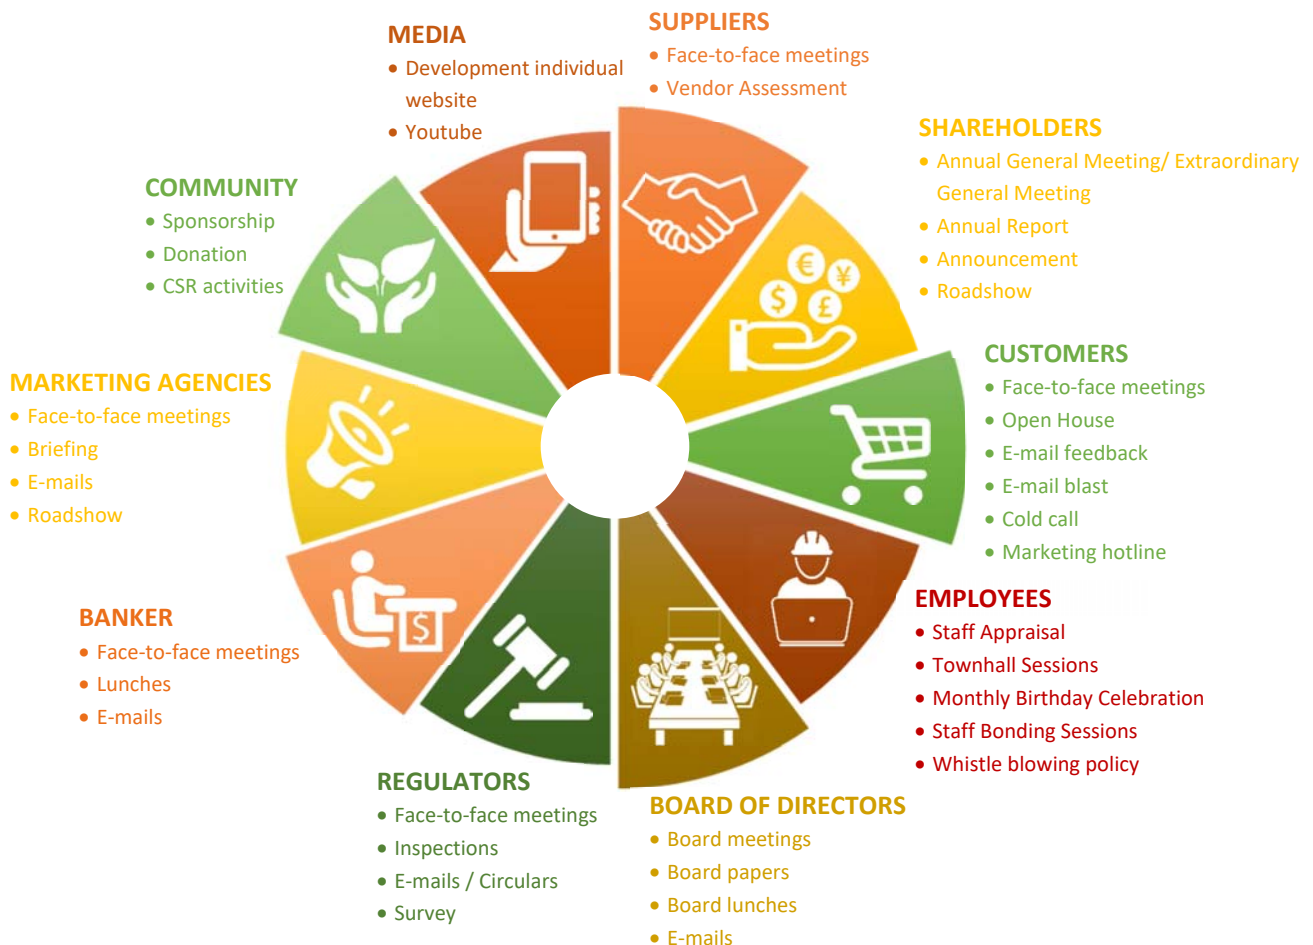 SUPPLIERS
• Face-to-face meetings
• Vendor Assessment
MEDIA
• Development individual
website
• Youtube
SHAREHOLDERS
• Annual General Meeting/ Extraordinary
General Meeting
• Annual Report
• Announcement
• Roadshow
COMMUNITY
• Sponsorship
• Donation
• CSR activities
€
¥
$
£
CUSTOMERS
• Face-to-face meetings
• Open House
• E-mail feedback
• E-mail blast
• Cold call
• Marketing hotline
MARKETING AGENCIES
• Face-to-face meetings
• Briefing
• E-mails
• Roadshow
EMPLOYEES
• Staff Appraisal
• Townhall Sessions
• Monthly Birthday Celebration
• Staff Bonding Sessions
• Whistle blowing policy
BANKER
• Face-to-face meetings
• Lunches
• E-mails
$
REGULATORS
• Face-to-face meetings
• Inspections
• E-mails / Circulars
• Survey
BOARD OF DIRECTORS
• Board meetings
• Board papers
• Board lunches
• E-mails